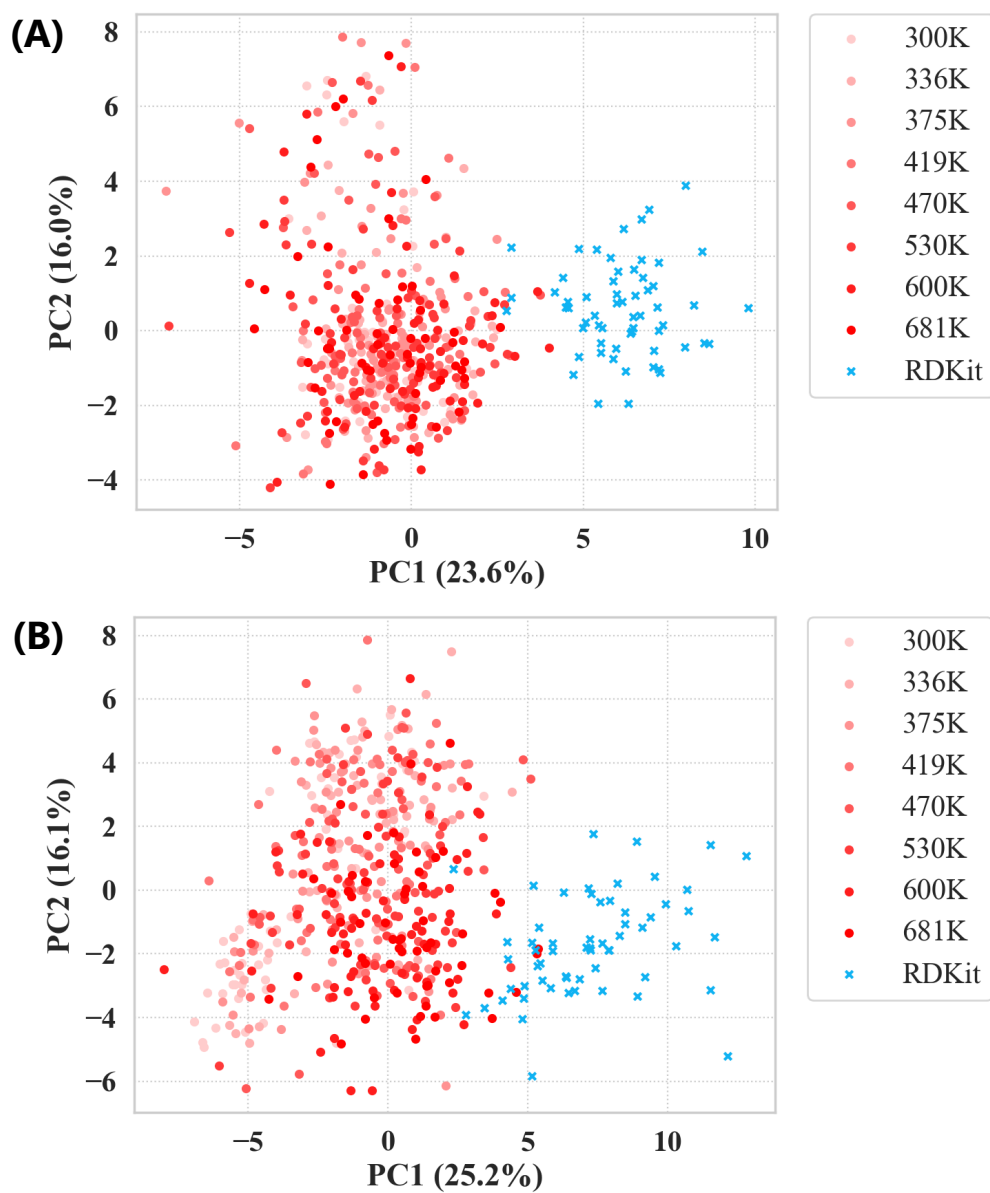 (A)
8
6
4
2
0
−2
−4
−5
0
5
10
PC1 (23.6%)
PC2 (16.0%)
300K
336K
375K
419K
470K
530K
600K
681K
RDKit
(B)
8
6
4
2
0
−2
−4
−6
−5
0
5
10
PC1 (25.2%)
PC2 (16.1%)
300K
336K
375K
419K
470K
530K
600K
681K
RDKit